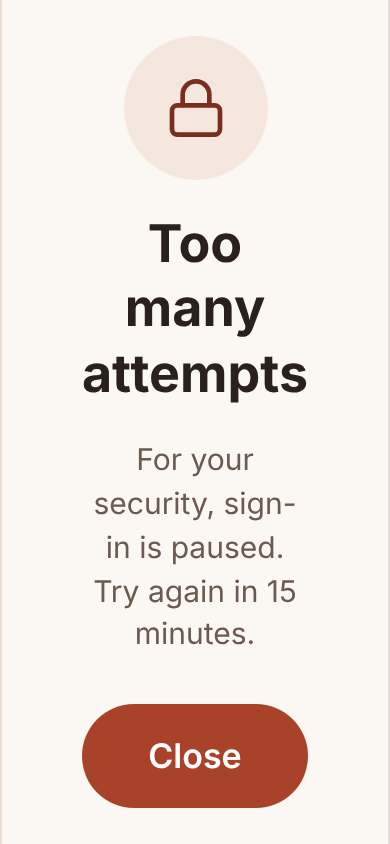 Too
many
attempts
For your
security, sign-
in is paused.
Try again in 15
minutes.
Close